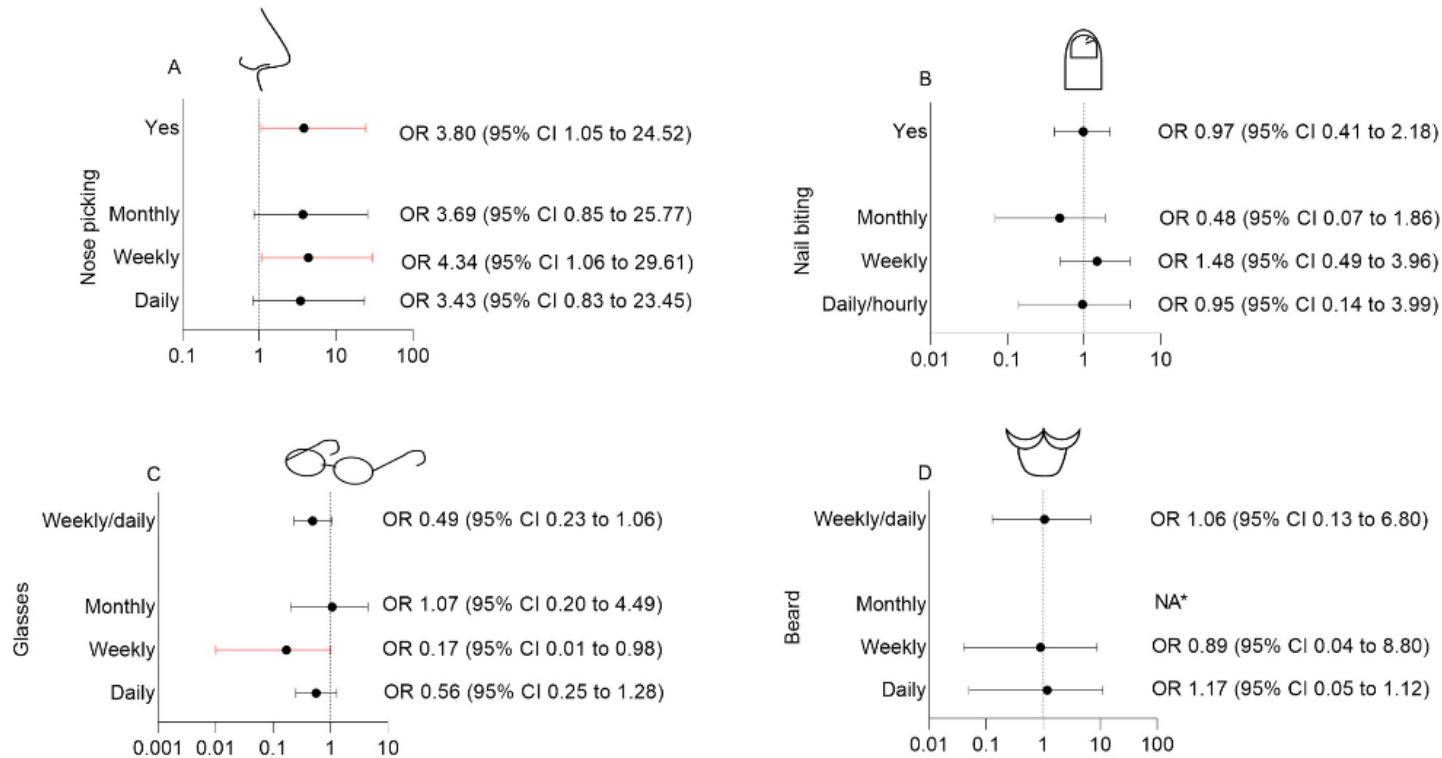 A
Nose picking
Yes OR 3.80 (95% CI 1.05 to 24.52)
Monthly OR 3.69 (95% CI 0.85 to 25.77)
Weekly OR 4.34 (95% CI 1.06 to 29.61)
Daily OR 3.43 (95% CI 0.83 to 23.45)
0.1 1 10 100
B
Nail biting
Yes OR 0.97 (95% CI 0.41 to 2.18)
Monthly OR 0.48 (95% CI 0.07 to 1.86)
Weekly OR 1.48 (95% CI 0.49 to 3.96)
Daily/hourly OR 0.95 (95% CI 0.14 to 3.99)
0.01 0.1 1 10
C
Glasses
Weekly/daily OR 0.49 (95% CI 0.23 to 1.06)
Monthly OR 1.07 (95% CI 0.20 to 4.49)
Weekly OR 0.17 (95% CI 0.01 to 0.98)
Daily OR 0.56 (95% CI 0.25 to 1.28)
0.001 0.01 0.1 1 10
D
Beard
Weekly/daily OR 1.06 (95% CI 0.13 to 6.80)
Monthly NA*
Weekly OR 0.89 (95% CI 0.04 to 8.80)
Daily OR 1.17 (95% CI 0.05 to 1.12)
0.01 0.1 1 10 100